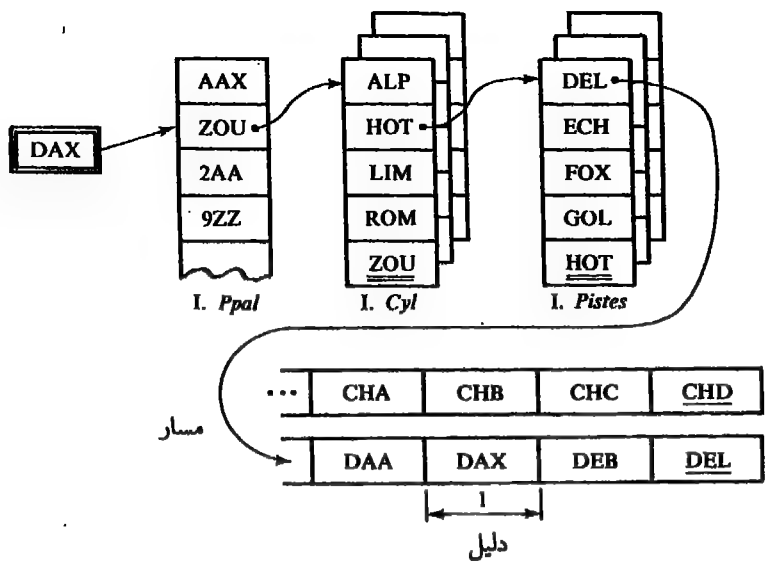 DAX
AAX
ZOU
2AA
9ZZ
I. Ppal
ALP
HOT
LIM
ROM
ZOU
I. Cyl
DEL
ECH
FOX
GOL
HOT
I. Pistes
... CHA CHB CHC CHD
مسار
DAA DAX DEB DEL
1
دليل